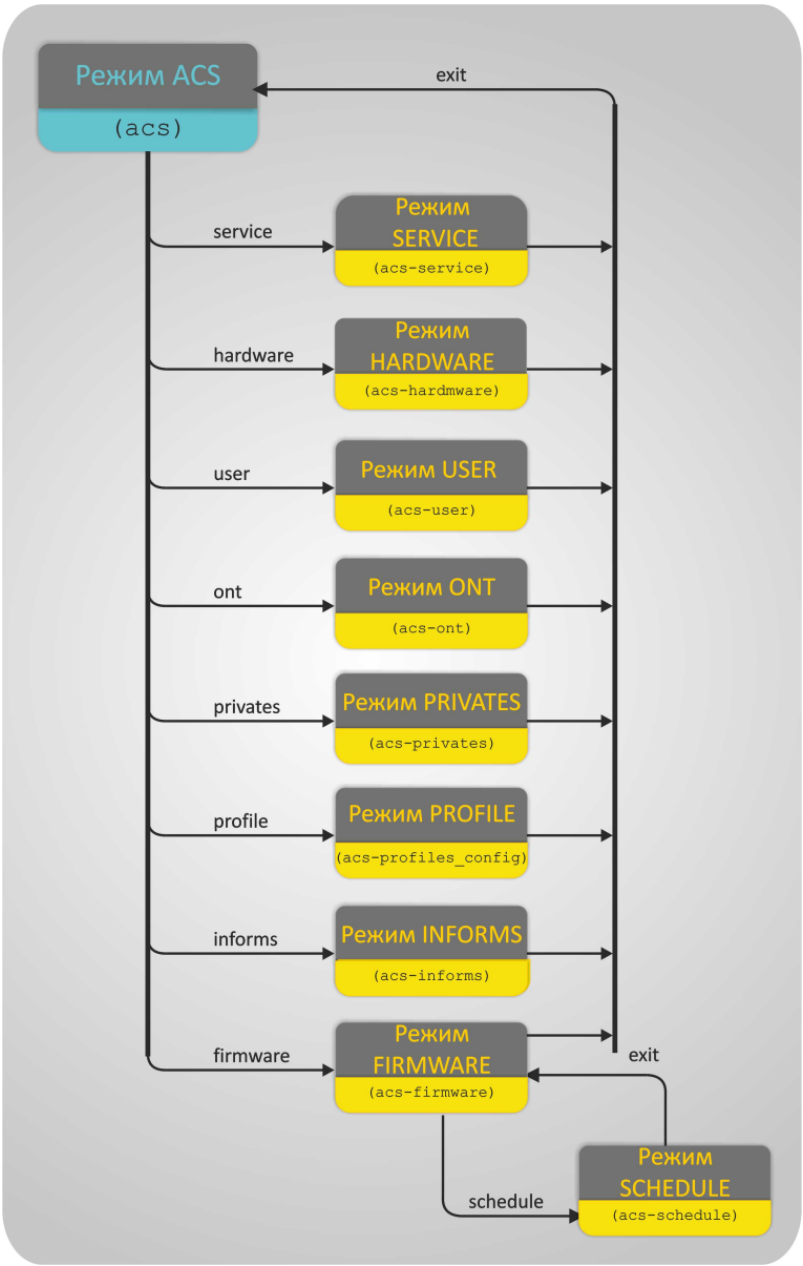 Режим ACS
(acs)
exit
service
Режим
SERVICE
(acs-service)
hardware
Режим
HARDWARE
(acs-hardmware)
user
Режим USER
(acs-user)
ont
Режим ONT
(acs-ont)
privates
Режим PRIVATES
(acs-privates)
profile
Режим PROFILE
(acs-profiles_config)
informs
Режим INFORMS
(acs-informs)
firmware
Режим
FIRMWARE
(acs-firmware)
exit
schedule
Режим
SCHEDULE
(acs-schedule)